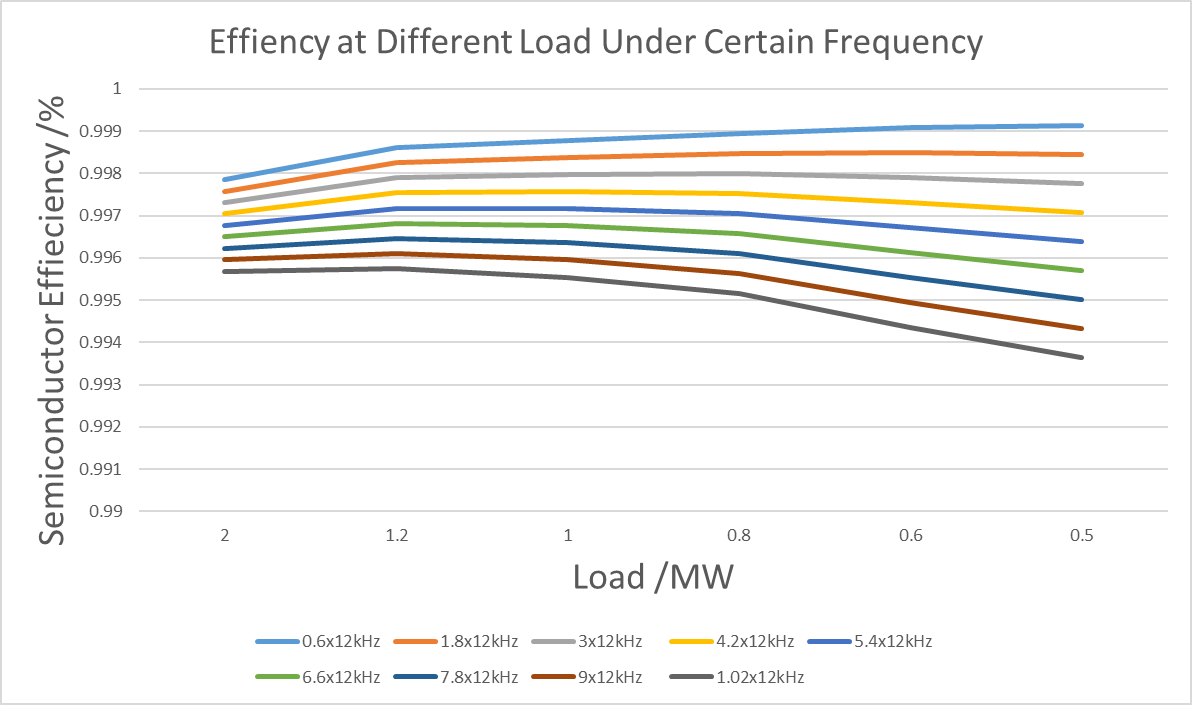 Effiency at Different Load Under Certain Frequency
Semiconductor Effieciency /%
1
0.999
0.998
0.997
0.996
0.995
0.994
0.993
0.992
0.991
0.99
2 1.2 1 0.8 0.6 0.5
Load /MW
0.6x12kHz 1.8x12kHz 3x12kHz 4.2x12kHz 5.4x12kHz
6.6x12kHz 7.8x12kHz 9x12kHz 1.02x12kHz